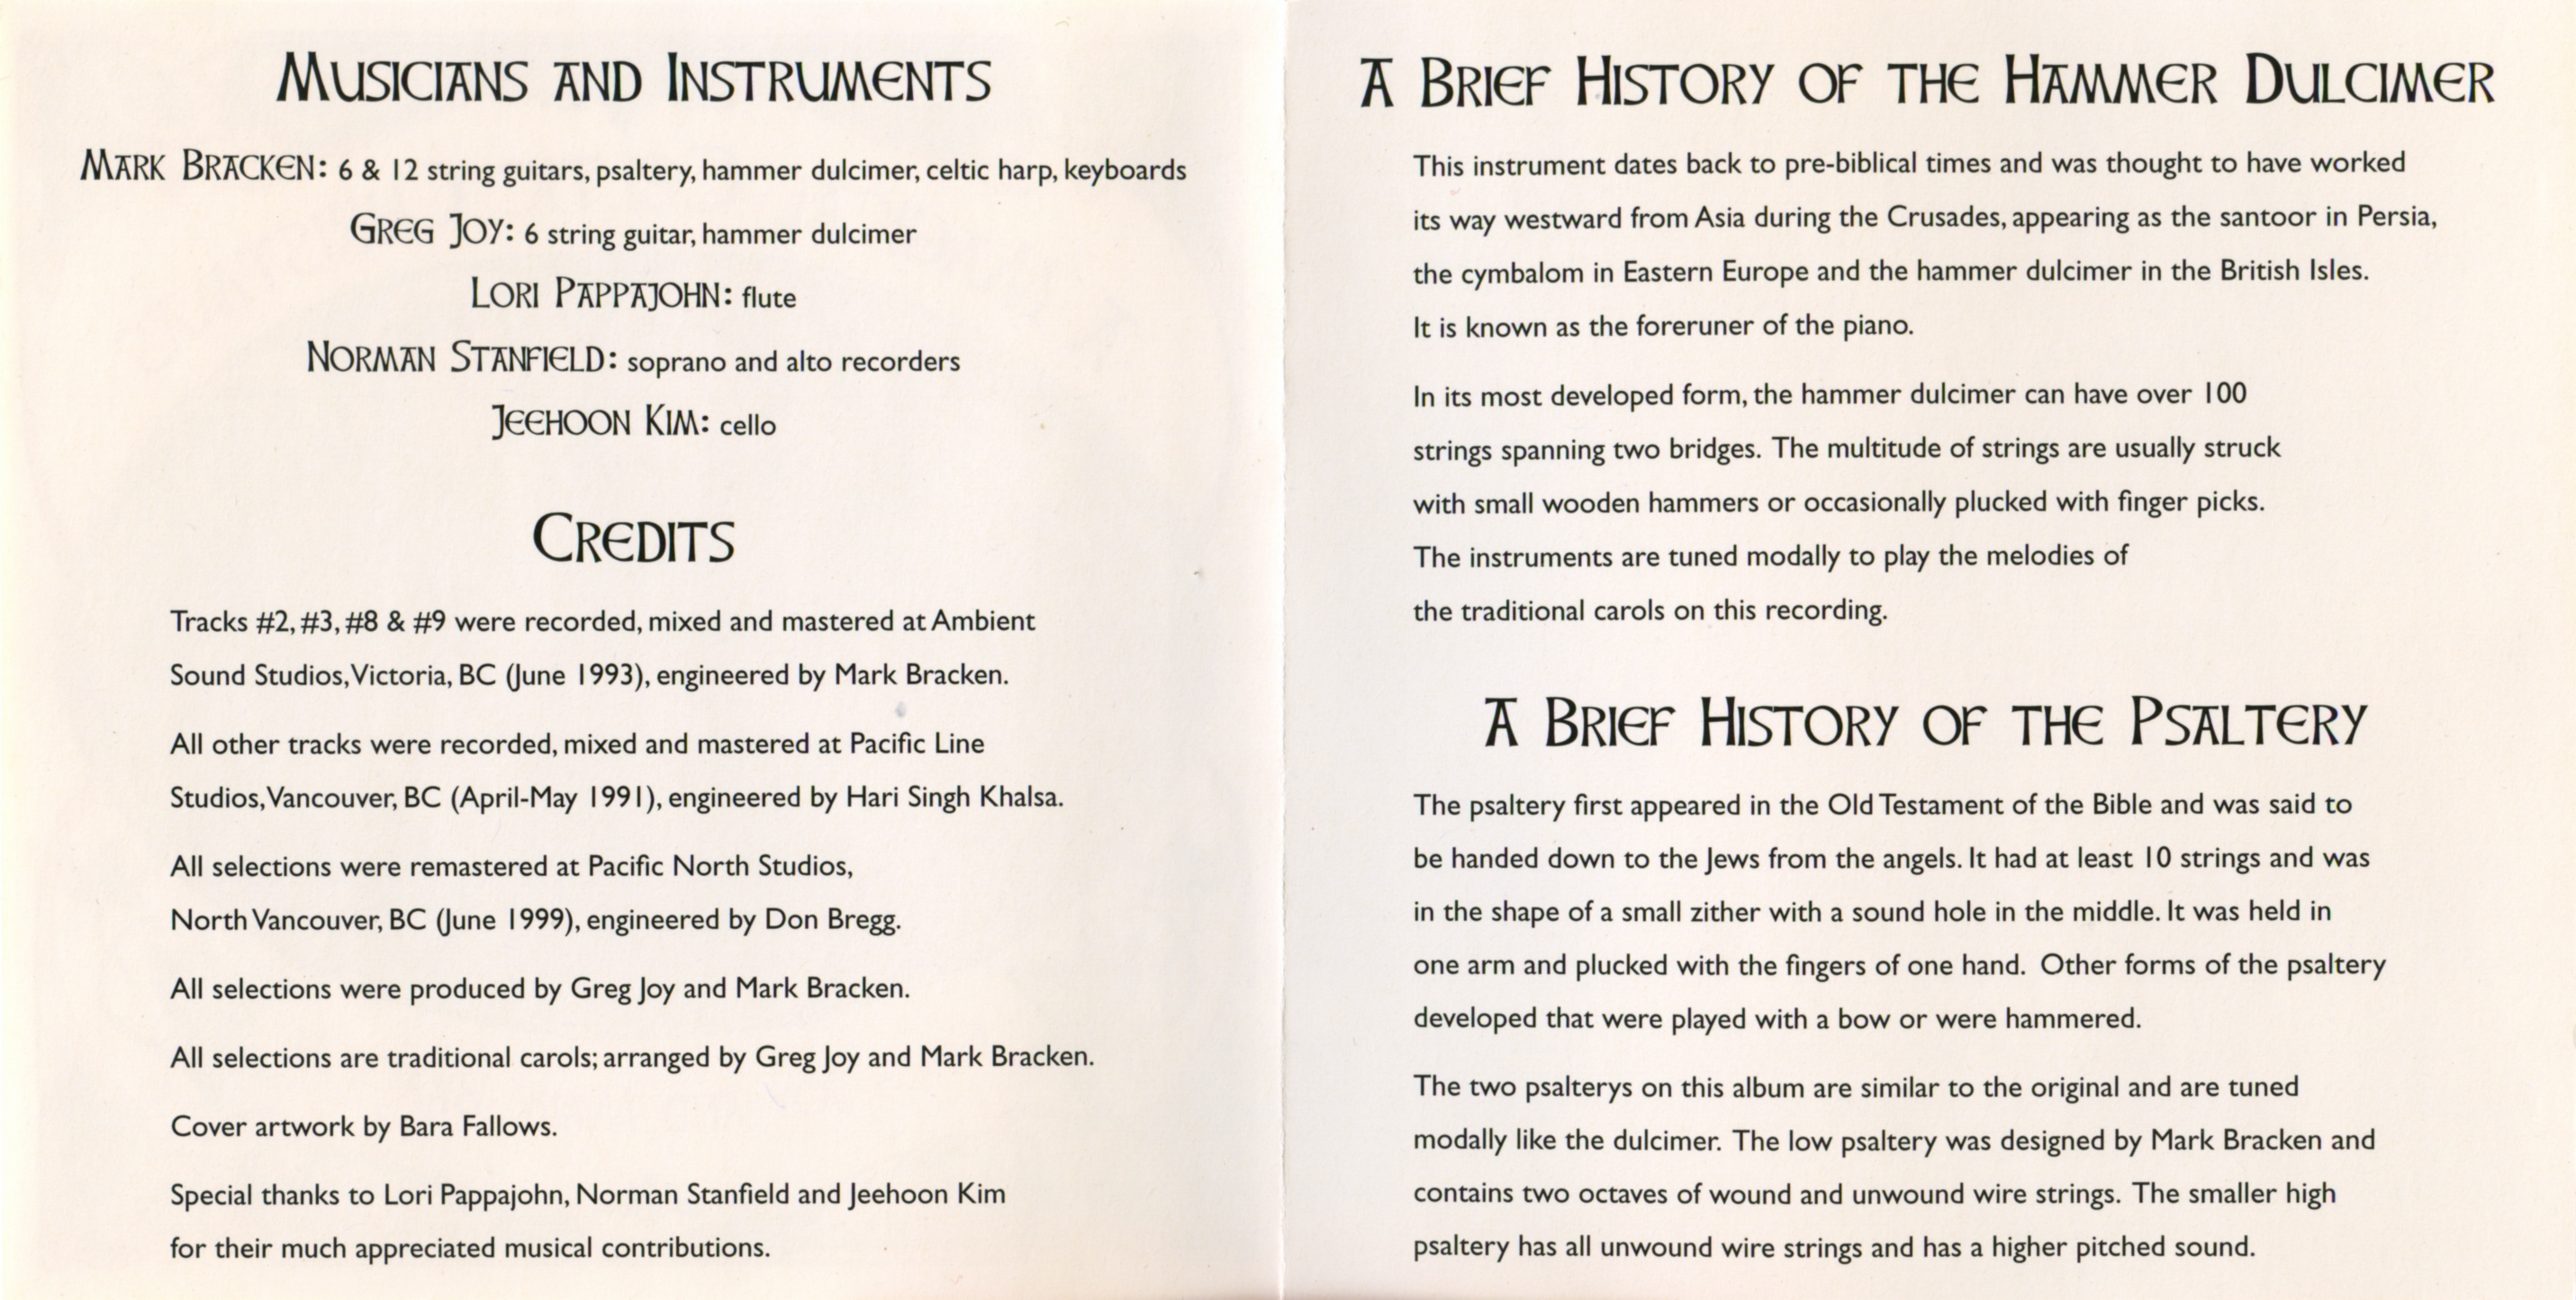 MUSICIANS AND INSTRUMENTS
MARK BRACKEN: 6 & 12 string guitars, psaltery, hammer dulcimer, celtic harp, keyboards
GREG JOY: 6 string guitar, hammer dulcimer
LORI PAPPAJOHN: flute
NORMAN STANFIELD: soprano and alto recorders
JEEHOON KIM: cello
CREDITS
Tracks #2, #3, #8 & #9 were recorded, mixed and mastered at Ambient
Sound Studios, Victoria, BC (June 1993), engineered by Mark Bracken.
All other tracks were recorded, mixed and mastered at Pacific Line
Studios, Vancouver, BC (April-May 1991), engineered by Hari Singh Khalsa.
All selections were remastered at Pacific North Studios,
North Vancouver, BC (June 1999), engineered by Don Bregg.
All selections were produced by Greg Joy and Mark Bracken.
All selections are traditional carols; arranged by Greg Joy and Mark Bracken.
Cover artwork by Bara Fallows.
Special thanks to Lori Pappajohn, Norman Stanfield and Jeehoon Kim
for their much appreciated musical contributions.
A BRIEF HISTORY OF THE HAMMER DULCIMER
This instrument dates back to pre-biblical times and was thought to have worked
its way westward from Asia during the Crusades, appearing as the santoor in Persia,
the cymbalom in Eastern Europe and the hammer dulcimer in the British Isles.
It is known as the foreruner of the piano.
In its most developed form, the hammer dulcimer can have over 100
strings spanning two bridges. The multitude of strings are usually struck
with small wooden hammers or occasionally plucked with finger picks.
The instruments are tuned modally to play the melodies of
the traditional carols on this recording.
A BRIEF HISTORY OF THE PSALTERY
The psaltery first appeared in the Old Testament of the Bible and was said to
be handed down to the Jews from the angels. It had at least 10 strings and was
in the shape of a small zither with a sound hole in the middle. It was held in
one arm and plucked with the fingers of one hand. Other forms of the psaltery
developed that were played with a bow or were hammered.
The two psalterys on this album are similar to the original and are tuned
modally like the dulcimer. The low psaltery was designed by Mark Bracken and
contains two octaves of wound and unwound wire strings. The smaller high
psaltery has all unwound wire strings and has a higher pitched sound.